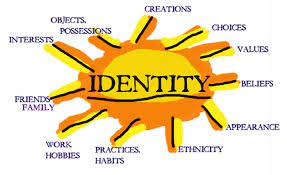 CREATIONS
OBJECTS,
POSSESSIONS
CHOICES
INTERESTS
VALUES
IDENTITY
BELIEFS
FRIENDS
FAMILY
APPEARANCE
WORK
HOBBIES
PRACTICES,
HABITS
ETHNICITY